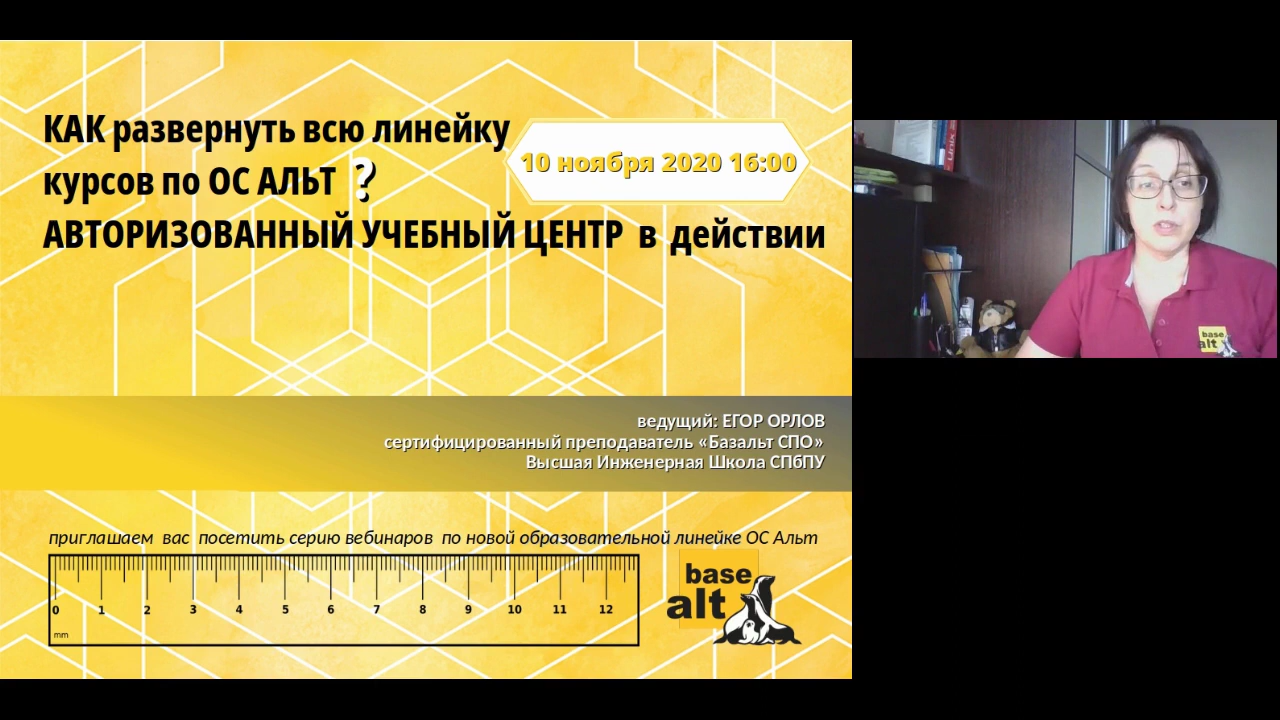 КАК развернуть всю линейку
10 ноября 2020 16:00
курсов по ОС АЛЬТ ?
АВТОРИЗОВАННЫЙ УЧЕБНЫЙ ЦЕНТР в действии
ведущий: ЕГОР ОРЛОВ
сертифицированный преподаватель «Базальт СПО»
Высшая Инженерная Школа СПбПУ
приглашаем вас посетить серию вебинаров по новой образовательной линейке ОС Альт
0 1 2 3 4 5 6 7 8 9 10 11 12
mm
base
alt
Linux
base
alt